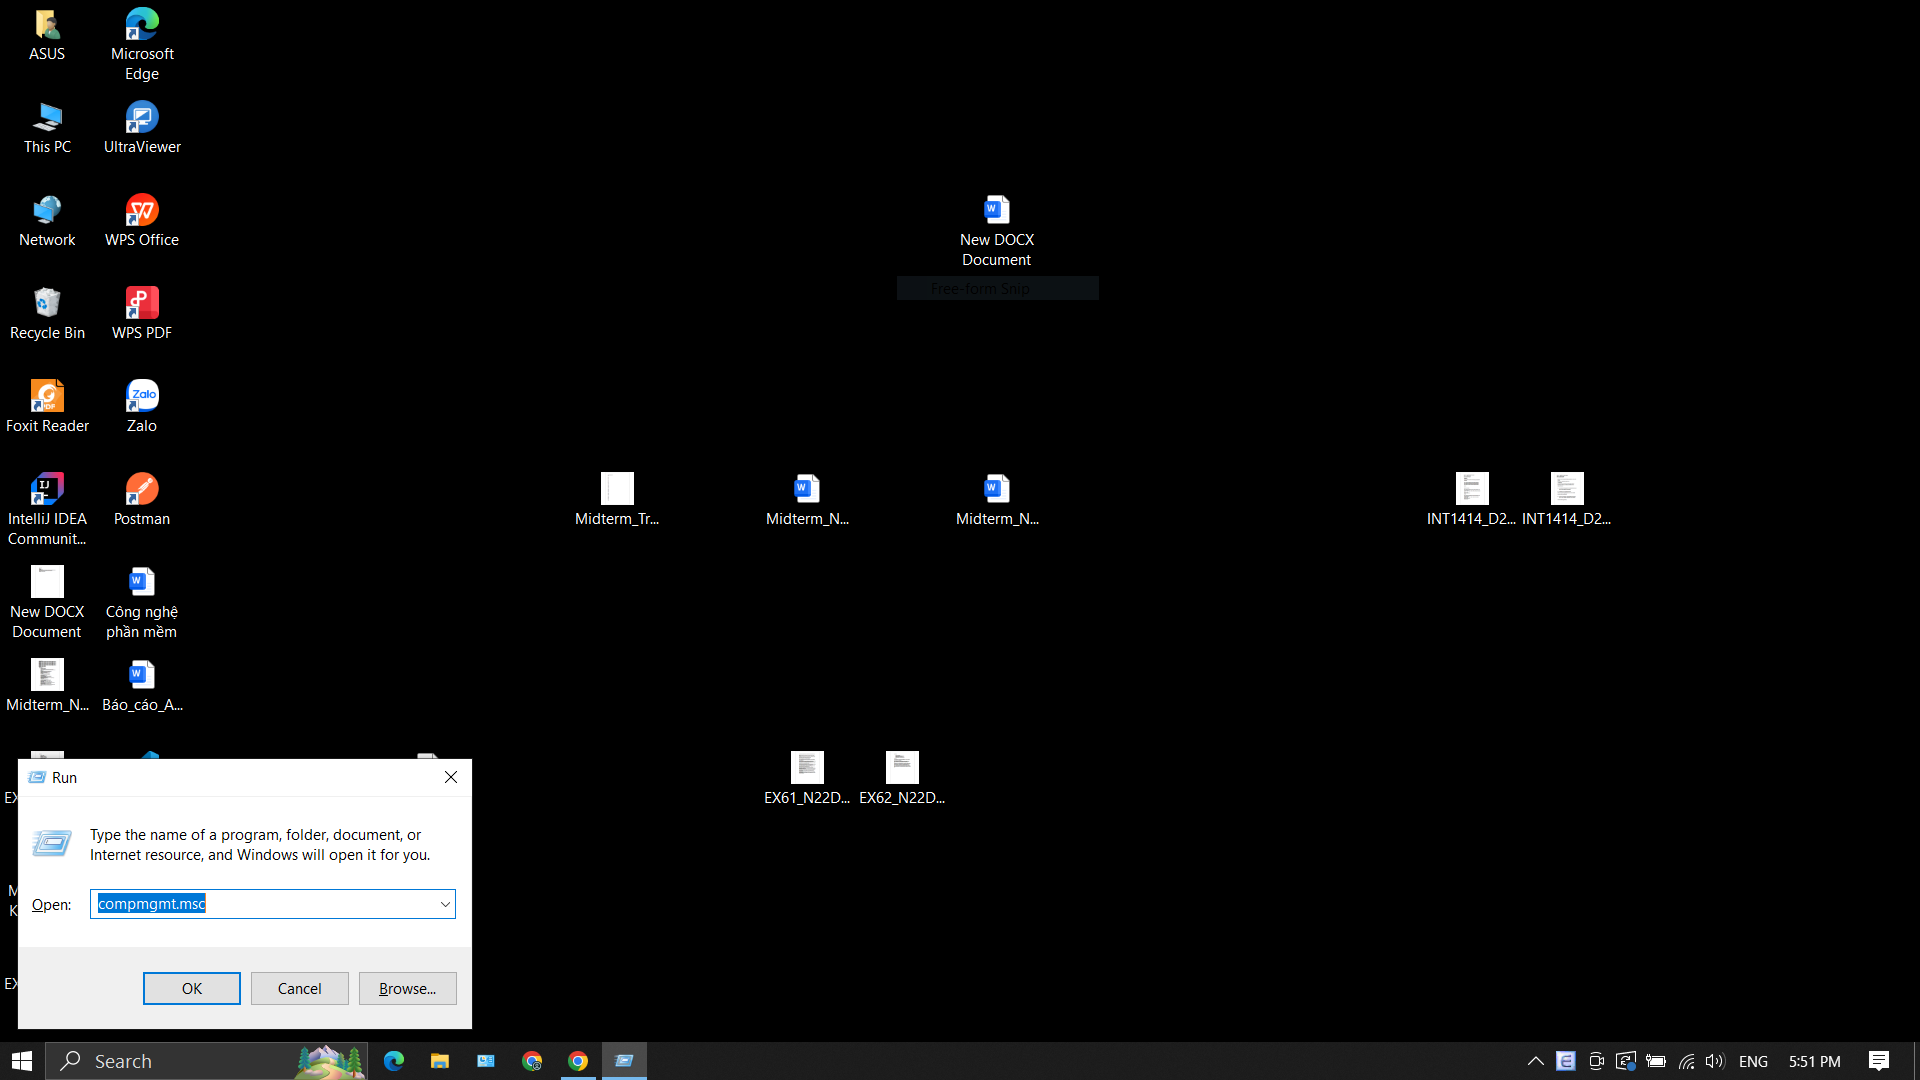 ASUS
Microsoft
Edge
This PC
UltraViewer
Network
WPS Office
New DOCX
Document
Free-form Snip
Recycle Bin
WPS PDF
Foxit Reader
Zalo
Zalo
IntelliJ IDEA
Communit...
Postman
Midterm_Tr...
Midterm_N...
Midterm_N...
INT1414_D2...
INT1414_D2...
New DOCX
Document
Công nghệ
phần mềm
Midterm_N...
Báo_cáo_A...
EX61_N22D...
EX62_N22D...
Run
Type the name of a program, folder, document, or
Internet resource, and Windows will open it for you.
Open:
compmgmt.msc
OK
Cancel
Browse...
Search
ENG
5:51 PM